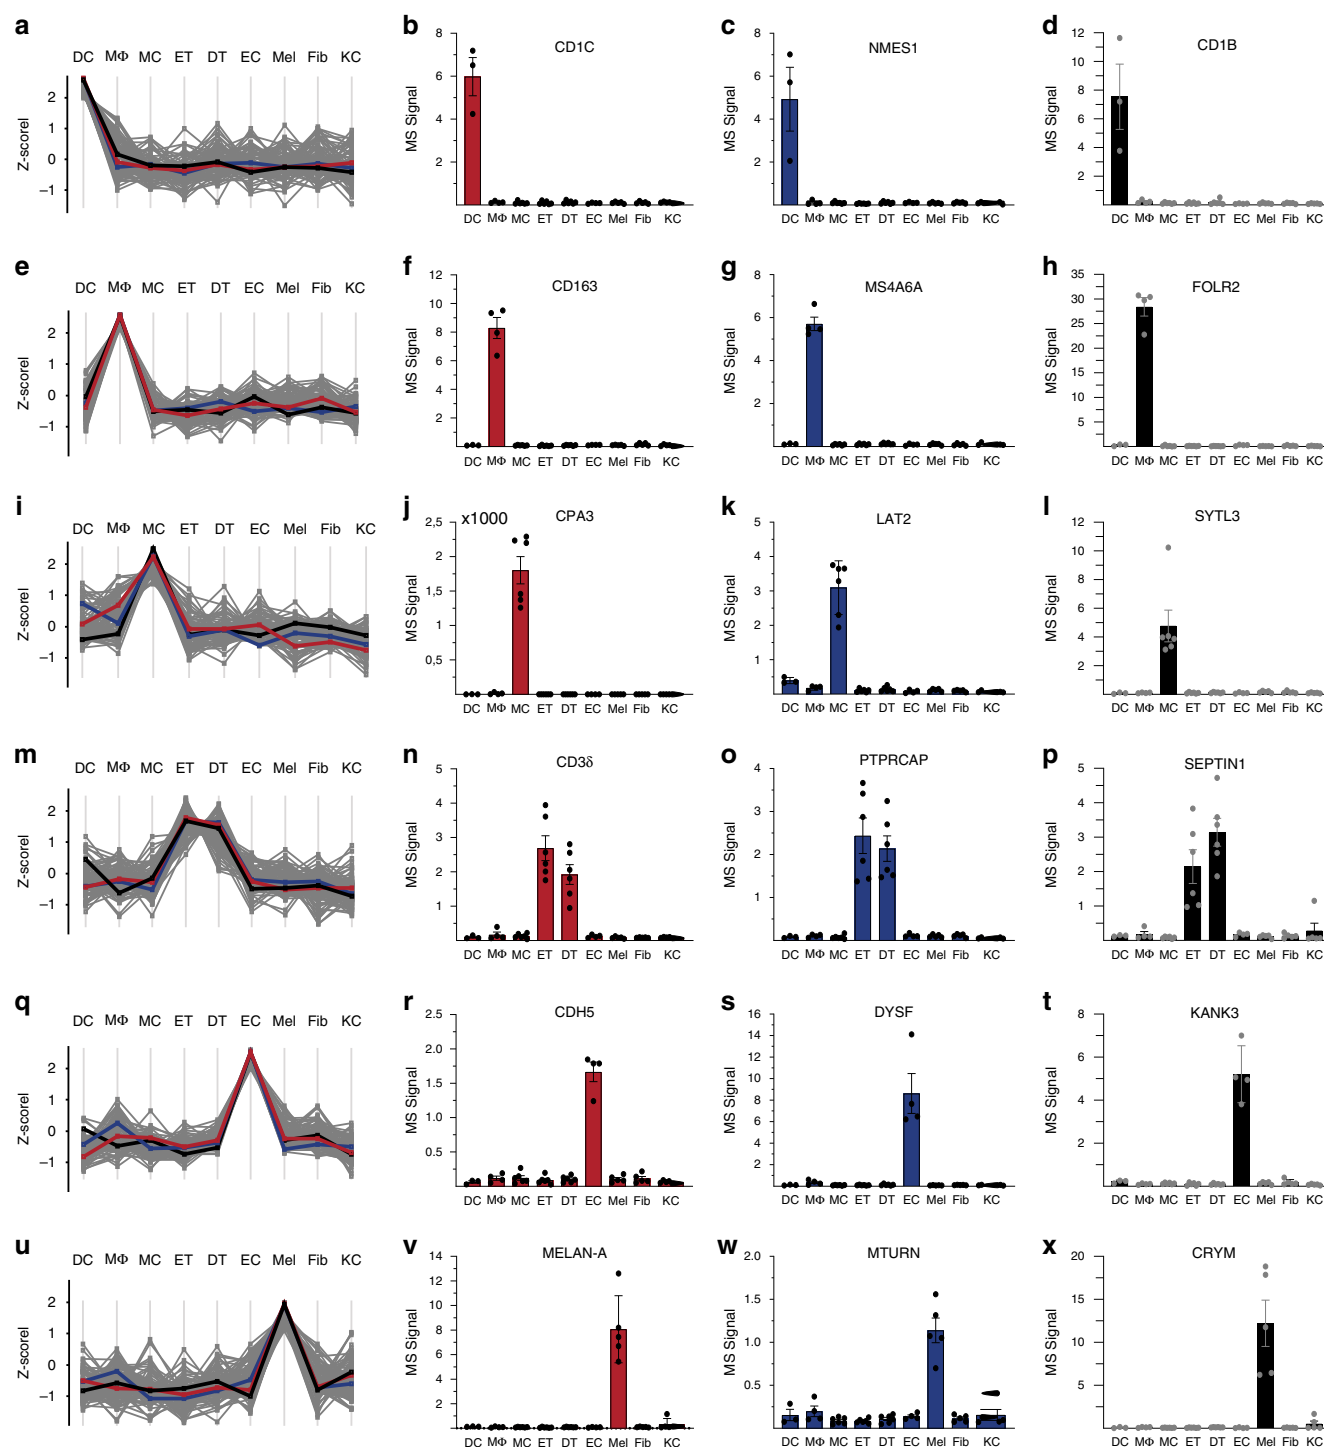 a
DC MΦ MC ET DT EC Mel Fib KC
Z-scorel
2
1
0
−1
b
CD1C
MS Signal
8
6
4
2
DC MΦ MC ET DT EC Mel Fib KC
c
NMES1
MS Signal
8
6
4
2
DC MΦ MC ET DT EC Mel Fib KC
d
CD1B
MS Signal
12
10
8
6
4
2
DC MΦ MC ET DT EC Mel Fib KC
e
DC MΦ MC ET DT EC Mel Fib KC
Z-scorel
2
1
0
−1
f
CD163
MS Signal
12
10
8
6
4
2
DC MΦ MC ET DT EC Mel Fib KC
g
MS4A6A
MS Signal
8
6
4
2
DC MΦ MC ET DT EC Mel Fib KC
h
FOLR2
MS Signal
35
30
25
20
15
10
5
DC MΦ MC ET DT EC Mel Fib KC
i
DC MΦ MC ET DT EC Mel Fib KC
Z-scorel
2
1
0
−1
j
x1000
CPA3
MS Signal
2,5
2
1,5
1
0,5
DC MΦ MC ET DT EC Mel Fib KC
k
LAT2
MS Signal
5
4
3
2
1
DC MΦ MC ET DT EC Mel Fib KC
l
SYTL3
MS Signal
12
10
8
6
4
2
DC MΦ MC ET DT EC Mel Fib KC
m
DC MΦ MC ET DT EC Mel Fib KC
Z-scorel
2
1
0
−1
n
CD3δ
MS Signal
5
4
3
2
1
DC MΦ MC ET DT EC Mel Fib KC
o
PTPRCAP
MS Signal
4
3
2
1
DC MΦ MC ET DT EC Mel Fib KC
p
SEPTIN1
MS Signal
5
4
3
2
1
DC MΦ MC ET DT EC Mel Fib KC
q
DC MΦ MC ET DT EC Mel Fib KC
Z-scorel
2
1
0
−1
r
CDH5
MS Signal
2.5
2.0
1.5
1.0
0.5
DC MΦ MC ET DT EC Mel Fib KC
s
DYSF
MS Signal
16
14
12
10
8
6
4
2
DC MΦ MC ET DT EC Mel Fib KC
t
KANK3
MS Signal
8
6
4
2
DC MΦ MC ET DT EC Mel Fib KC
u
DC MΦ MC ET DT EC Mel Fib KC
Z-scorel
2
1
0
−1
v
MELAN-A
MS Signal
14
12
10
8
6
4
2
DC MΦ MC ET DT EC Mel Fib KC
w
MTURN
MS Signal
2.0
1.5
1.0
0.5
DC MΦ MC ET DT EC Mel Fib KC
x
CRYM
MS Signal
20
15
10
5
DC MΦ MC ET DT EC Mel Fib KC